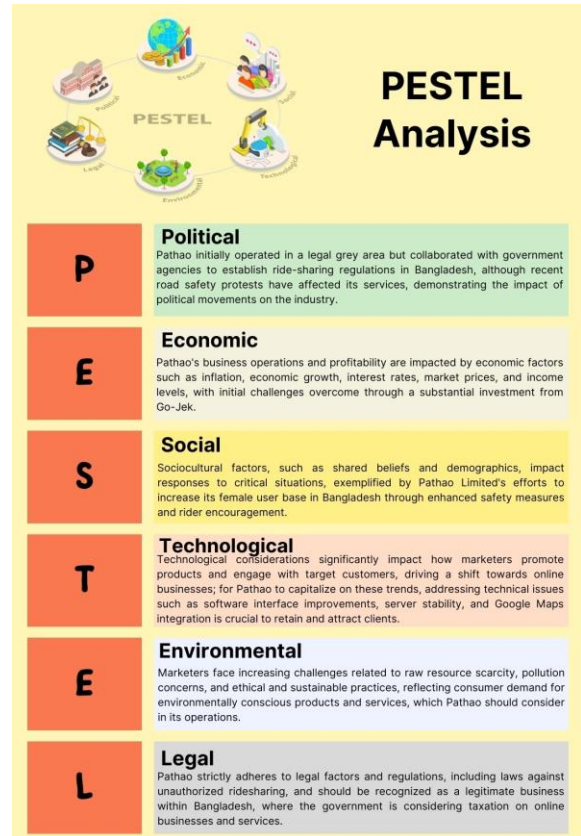 Economic
Political
Social
PESTEL
Legal
Technological
Environmental
PESTEL
Analysis
P
Political
Pathao initially operated in a legal grey area but collaborated with government
agencies to establish ride-sharing regulations in Bangladesh, although recent
road safety protests have affected its services, demonstrating the impact of
political movements on the industry.
E
Economic
Pathao's business operations and profitability are impacted by economic factors
such as inflation, economic growth, interest rates, market prices, and income
levels, with initial challenges overcome through a substantial investment from
Go-Jek.
S
Social
Sociocultural factors, such as shared beliefs and demographics, impact
responses to critical situations, exemplified by Pathao Limited's efforts to
increase its female user base in Bangladesh through enhanced safety measures
and rider encouragement.
T
Technological
Technological considerations significantly impact how marketers promote
products and engage with target customers, driving a shift towards online
businesses; for Pathao to capitalize on these trends, addressing technical issues
such as software interface improvements, server stability, and Google Maps
integration is crucial to retain and attract clients.
E
Environmental
Marketers face increasing challenges related to raw resource scarcity, pollution
concerns, and ethical and sustainable practices, reflecting consumer demand for
environmentally conscious products and services, which Pathao should consider
in its operations.
L
Legal
Pathao strictly adheres to legal factors and regulations, including laws against
unauthorized ridesharing, and should be recognized as a legitimate business
within Bangladesh, where the government is considering taxation on online
businesses and services.